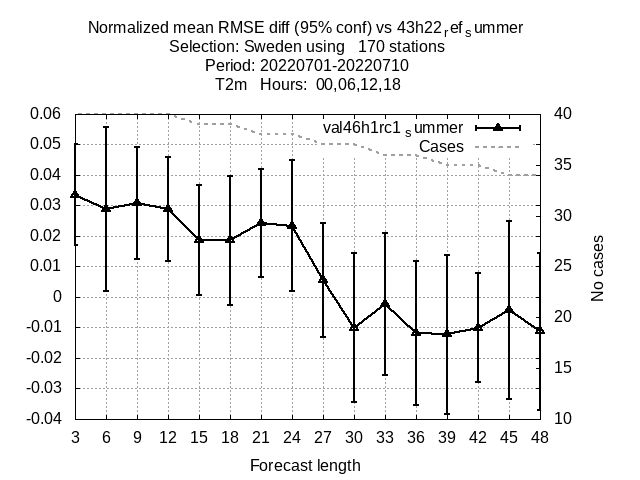 Normalized mean RMSE diff (95% conf) vs 43h22refsummer
Selection: Sweden using 170 stations
Period: 20220701-20220710
T2m Hours: 00,06,12,18
val46h1rc1summer
Cases
0.06
0.05
0.04
0.03
0.02
0.01
0
-0.01
-0.02
-0.03
-0.04
40
35
30
25
20
15
10
No cases
3 6 9 12 15 18 21 24 27 30 33 36 39 42 45 48
Forecast length